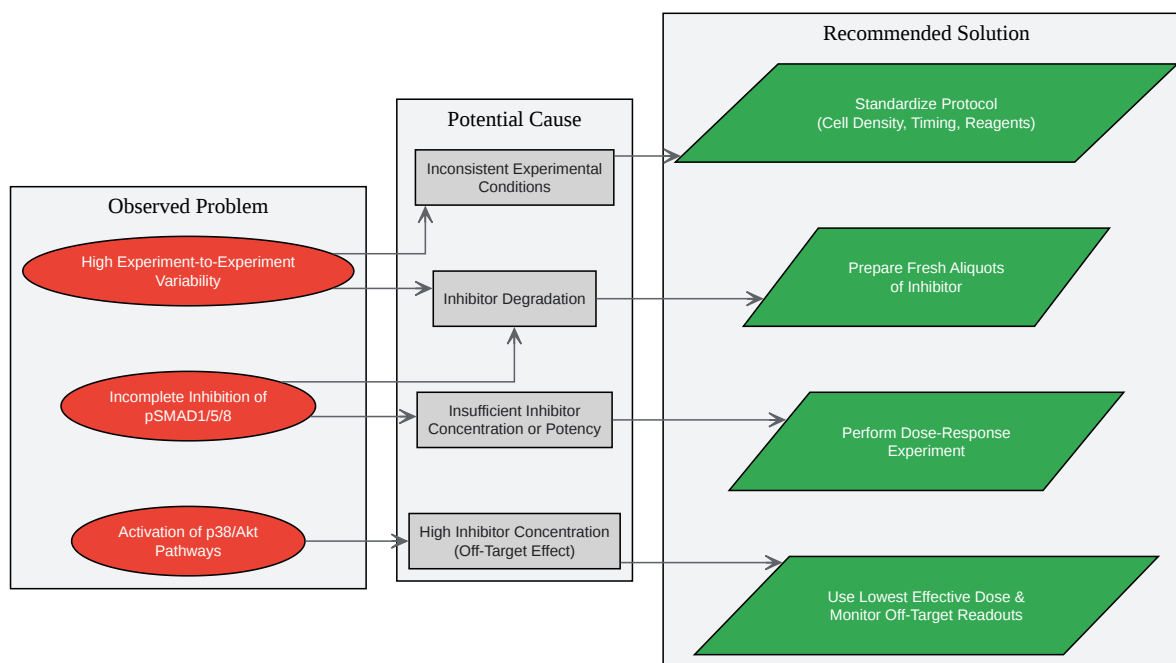 Observed Problem
High Experiment-to-Experiment
Variability
Incomplete Inhibition of
pSMAD1/5/8
Activation of p38/Akt
Pathways
Potential Cause
Inconsistent Experimental
Conditions
Inhibitor Degradation
Insufficient Inhibitor
Concentration or Potency
High Inhibitor Concentration
(Off-Target Effect)
Recommended Solution
Standardize Protocol
(Cell Density, Timing, Reagents)
Prepare Fresh Aliquots
of Inhibitor
Perform Dose-Response
Experiment
Use Lowest Effective Dose &
Monitor Off-Target Readouts